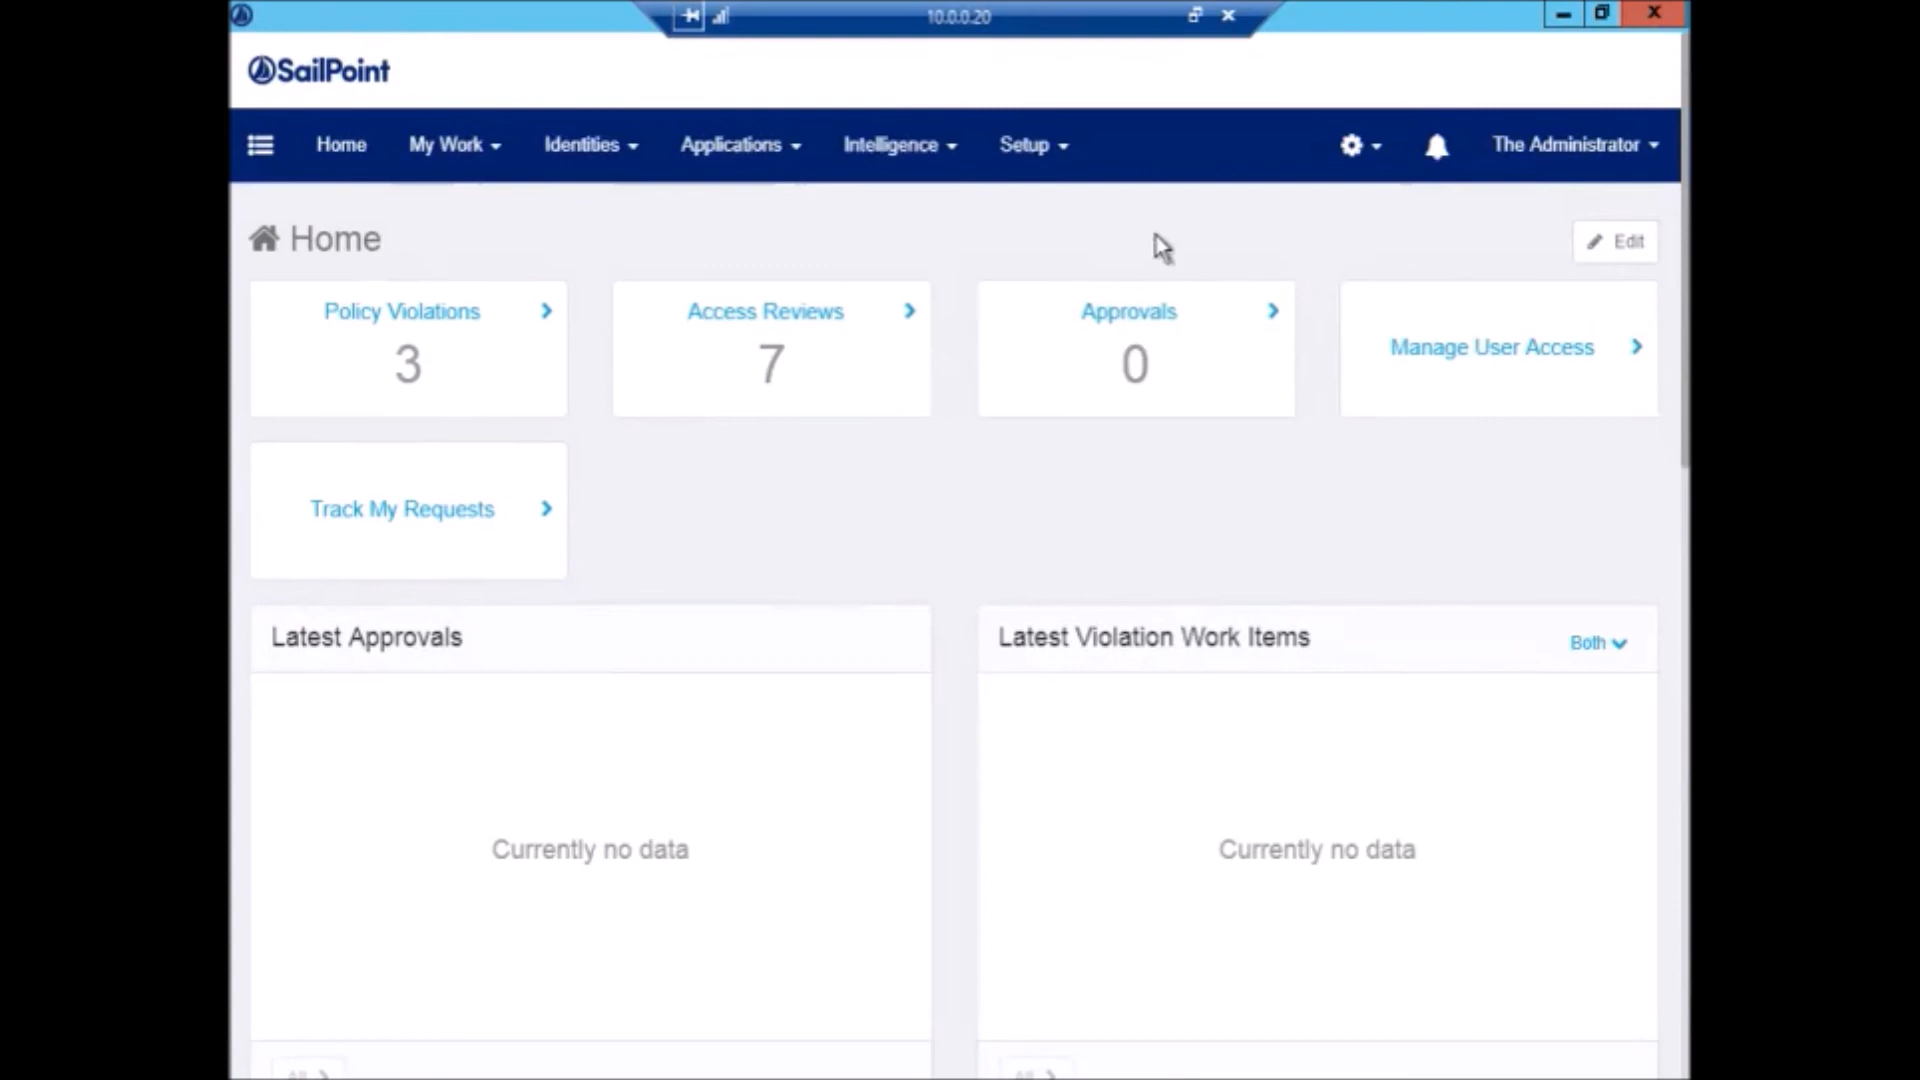 10.0.0.20
SailPoint
Home My Work Identities Applications Intelligence Setup The Administrator
Home
Edit
Policy Violations
3
Access Reviews
7
Approvals
0
Manage User Access
Track My Requests
Latest Approvals
Currently no data
Latest Violation Work Items
Both
Currently no data